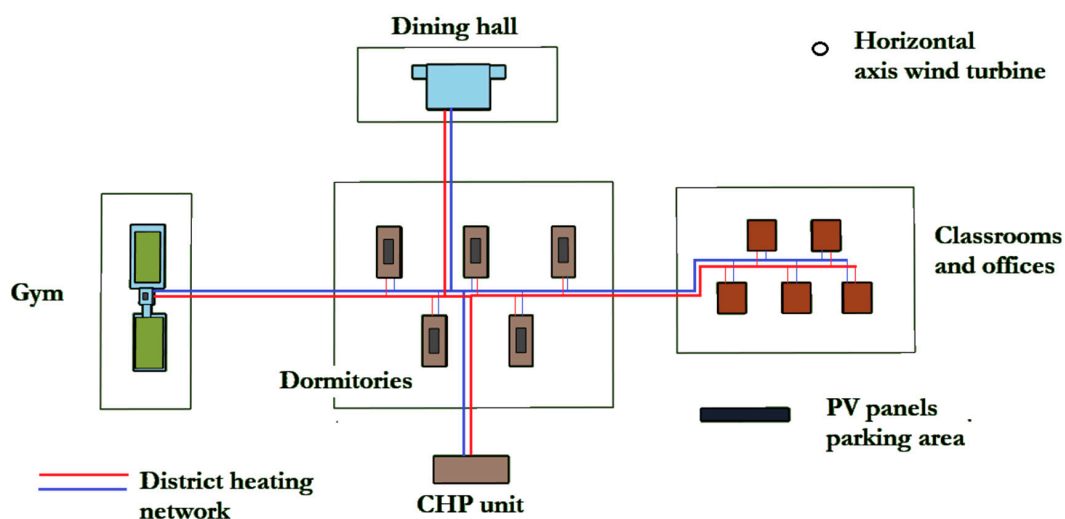 Dining hall
Horizontal
axis wind turbine
Classrooms
and offices
Gym
Dormitories
PV panels
parking area
District heating
network
CHP unit